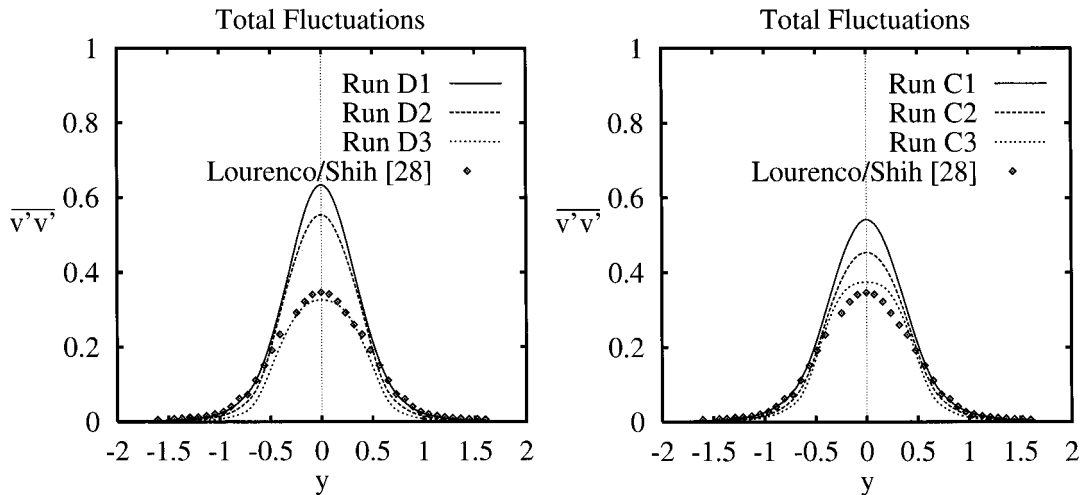 Total Fluctuations
1
0.8
0.6
0.4
0.2
0
v'v'
Run D1
Run D2
Run D3
Lourenco/Shih [28]
-2 -1.5 -1 -0.5 0 0.5 1 1.5 2
y
Total Fluctuations
1
0.8
0.6
0.4
0.2
0
v'v'
Run C1
Run C2
Run C3
Lourenco/Shih [28]
-2 -1.5 -1 -0.5 0 0.5 1 1.5 2
y